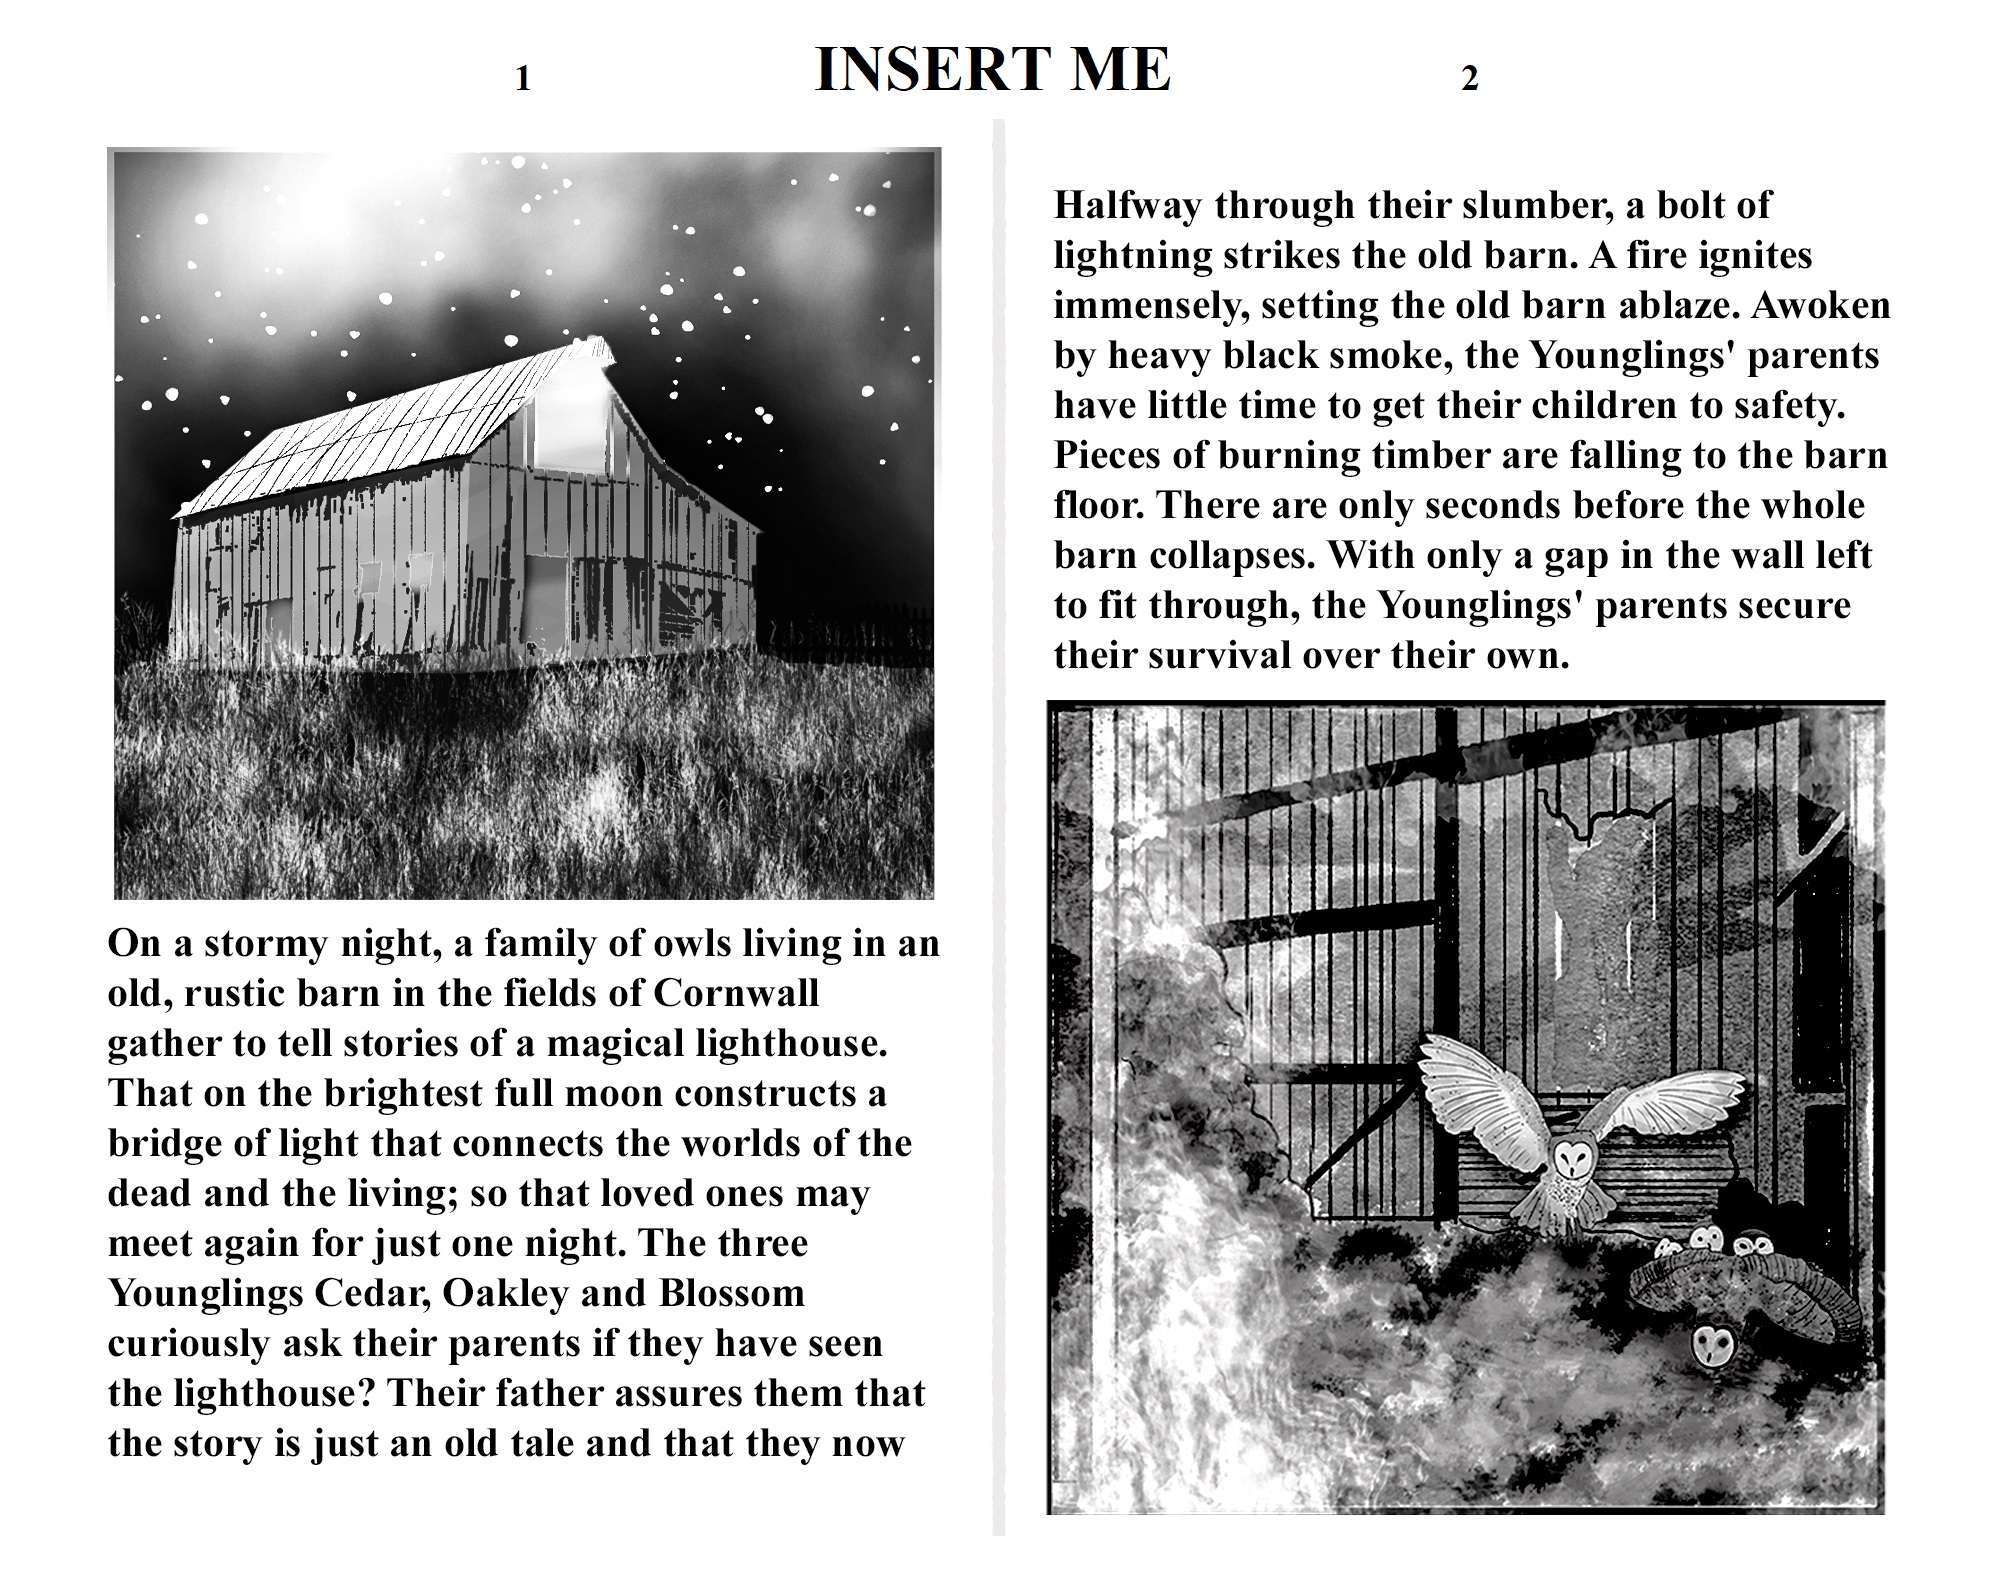 1
INSERT ME
2
On a stormy night, a family of owls living in an
old, rustic barn in the fields of Cornwall
gather to tell stories of a magical lighthouse.
That on the brightest full moon constructs a
bridge of light that connects the worlds of the
dead and the living; so that loved ones may
meet again for just one night. The three
Younglings Cedar, Oakley and Blossom
curiously ask their parents if they have seen
the lighthouse? Their father assures them that
the story is just an old tale and that they now
Halfway through their slumber, a bolt of
lightning strikes the old barn. A fire ignites
immensely, setting the old barn ablaze. Awoken
by heavy black smoke, the Younglings' parents
have little time to get their children to safety.
Pieces of burning timber are falling to the barn
floor. There are only seconds before the whole
barn collapses. With only a gap in the wall left
to fit through, the Younglings' parents secure
their survival over their own.